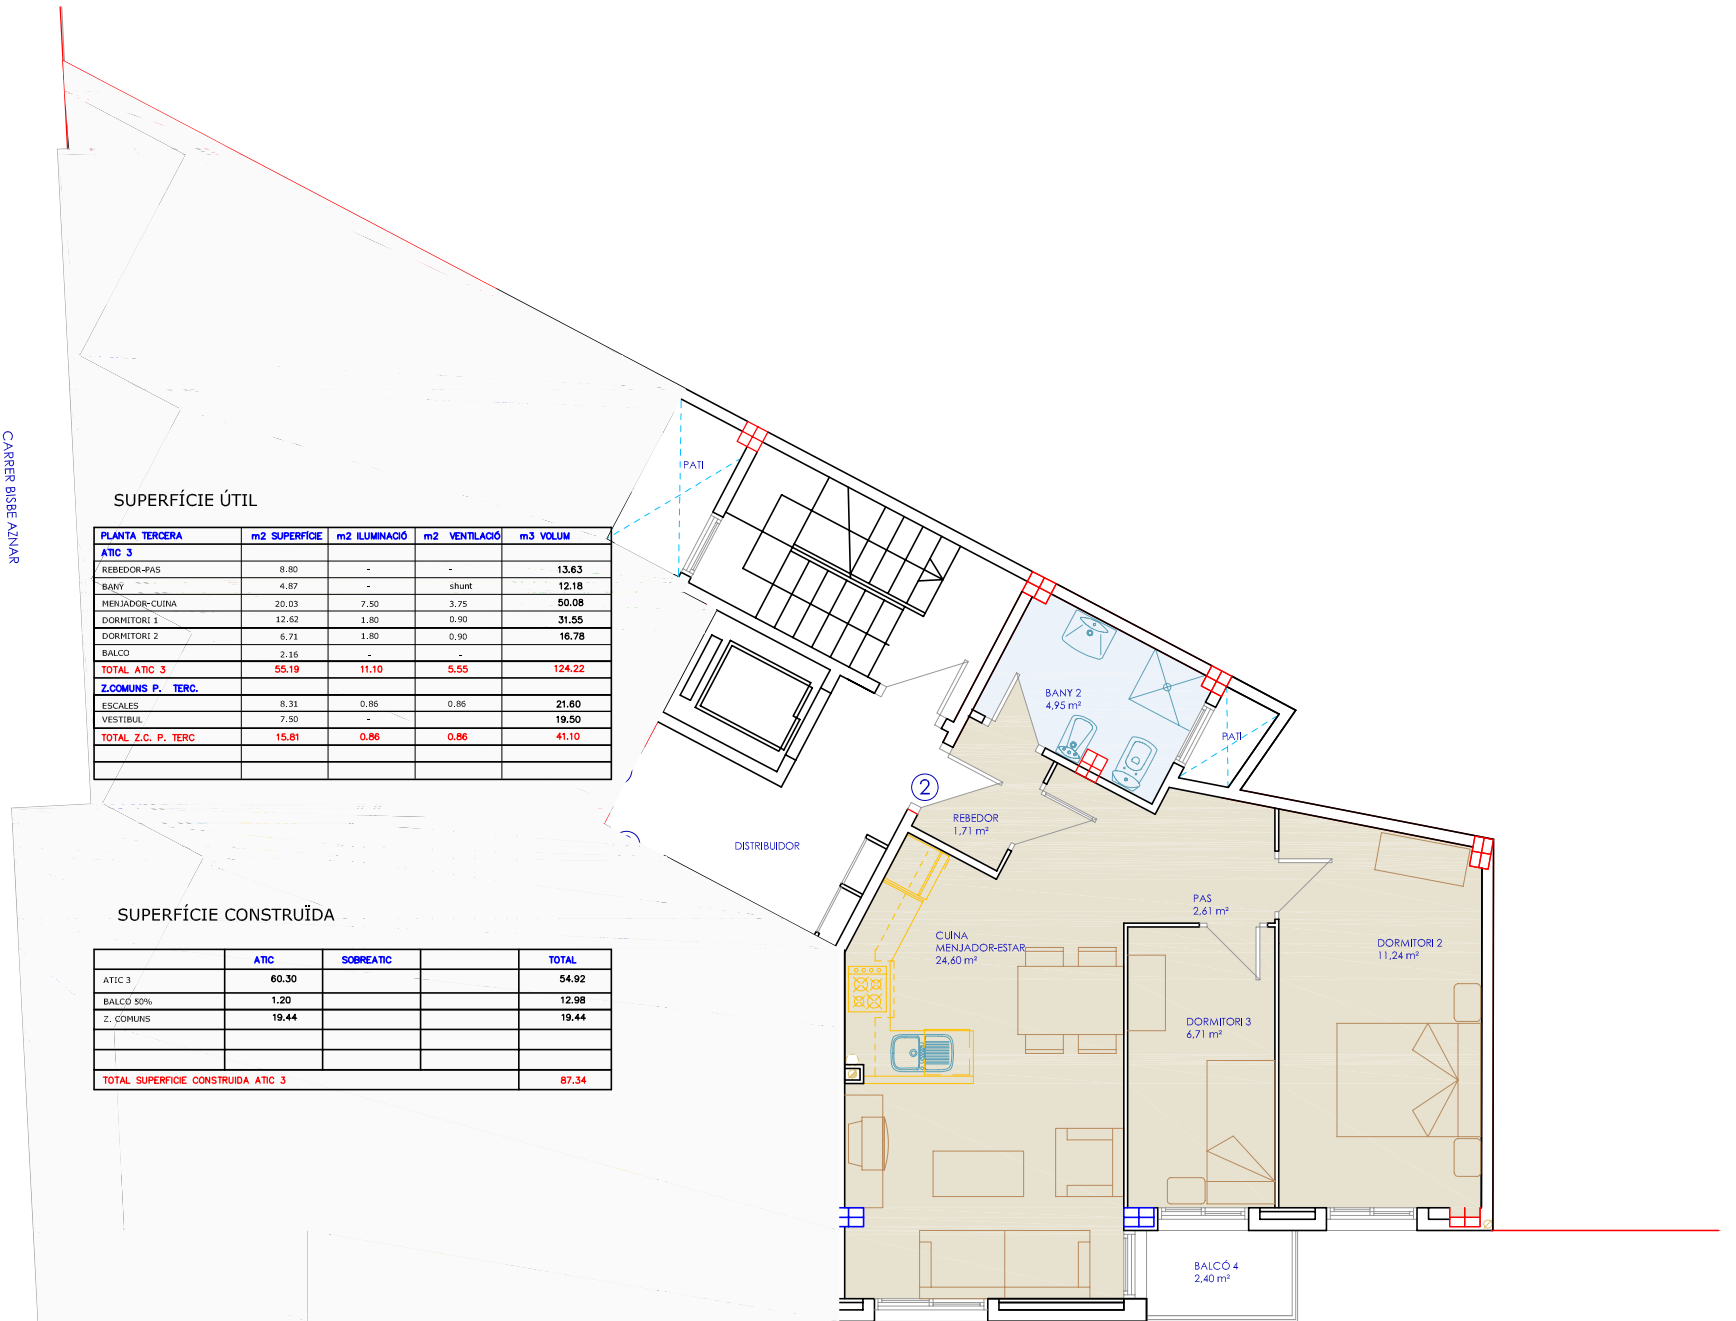 CARRER BISBE AZNAR
SUPERFÍCIE ÚTIL
PLANTA TERCERA m2 SUPERFÍCIE m2 ILUMINACIÓ m2 VENTILACIÓ m3 VOLUM
ATIC 3
REBEDOR-PAS 8.80 - - 13.63
BANY 4.87 - shunt 12.18
MENJADOR-CUINA 20.03 7.50 3.75 50.08
DORMITORI 1 12.62 1.80 0.90 31.55
DORMITORI 2 6.71 1.80 0.90 16.78
BALCO 2.16 - -
TOTAL ATIC 3 55.19 11.10 5.55 124.22
Z.COMUNS P. TERC.
ESCALES 8.31 0.86 0.86 21.60
VESTIBUL 7.50 - 19.50
TOTAL Z.C. P. TERC 15.81 0.86 0.86 41.10
SUPERFÍCIE CONSTRUÏDA
ATIC SOBREATIC TOTAL
ATIC 3 60.30 54.92
BALCO 50% 1.20 12.98
Z. COMUNS 19.44 19.44
TOTAL SUPERFICIE CONSTRUIDA ATIC 3 87.34
PATI
BANY 2
4,95 m²
PATI
2
REBEDOR
1,71 m²
DISTRIBUIDOR
PAS
2,61 m²
CUINA
MENJADOR-ESTAR
24,60 m²
DORMITORI 2
11,24 m²
DORMITORI 3
6,71 m²
BALCÓ 4
2,40 m²